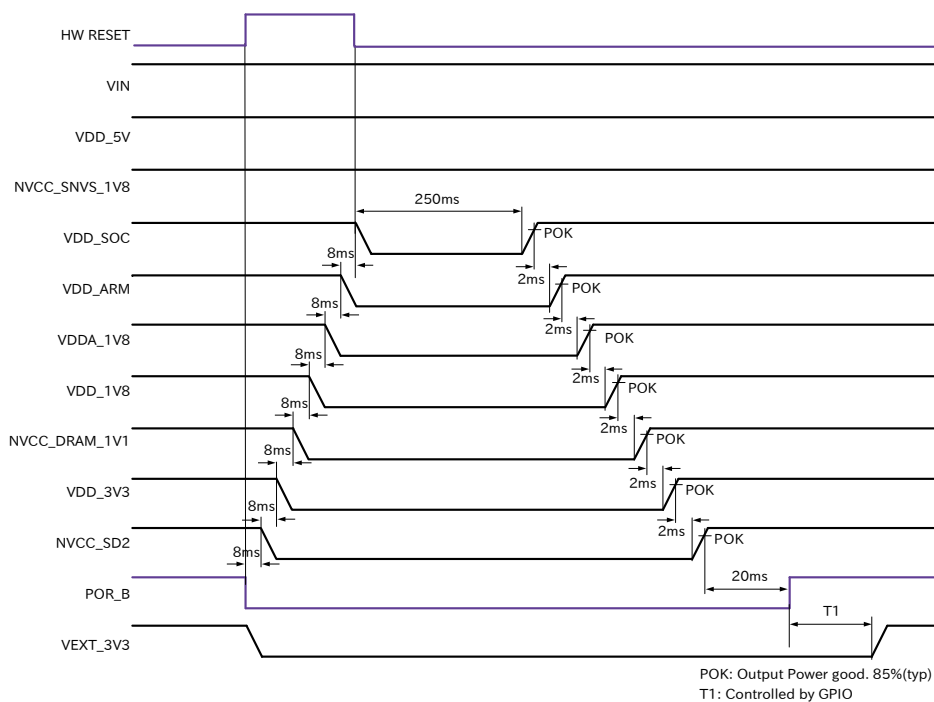 HW RESET
VIN
VDD_5V
NVCC_SNVS_1V8
250ms
VDD_SOC
POK
8ms
2ms
VDD_ARM
POK
8ms
2ms
VDDA_1V8
POK
8ms
2ms
VDD_1V8
POK
8ms
2ms
NVCC_DRAM_1V1
POK
8ms
2ms
VDD_3V3
POK
8ms
2ms
NVCC_SD2
POK
8ms
20ms
POR_B
T1
VEXT_3V3
POK: Output Power good. 85%(typ)
T1: Controlled by GPIO